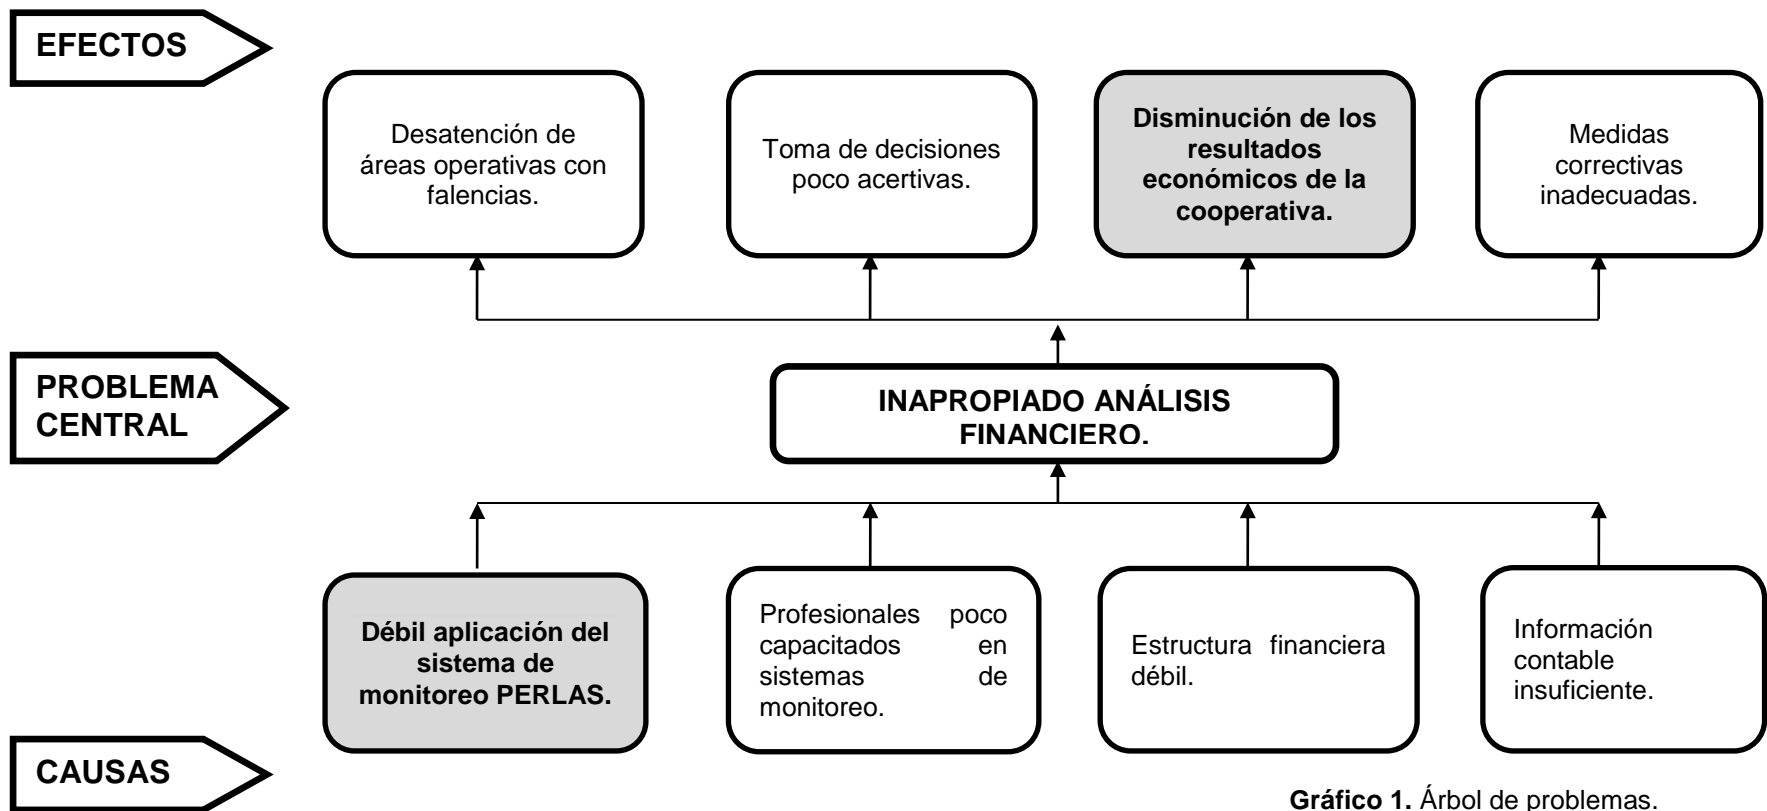 EFECTOS
Desatención de
áreas operativas con
falencias.
Toma de decisiones
poco acertivas.
Disminución de los
resultados
económicos de la
cooperativa.
Medidas
correctivas
inadecuadas.
PROBLEMA
CENTRAL
INAPROPIADO ANÁLISIS
FINANCIERO.
Débil aplicación del
sistema de
monitoreo PERLAS.
Profesionales poco
capacitados en
sistemas de
monitoreo.
Estructura financiera
débil.
Información
contable
insuficiente.
CAUSAS
Gráfico 1. Árbol de problemas.